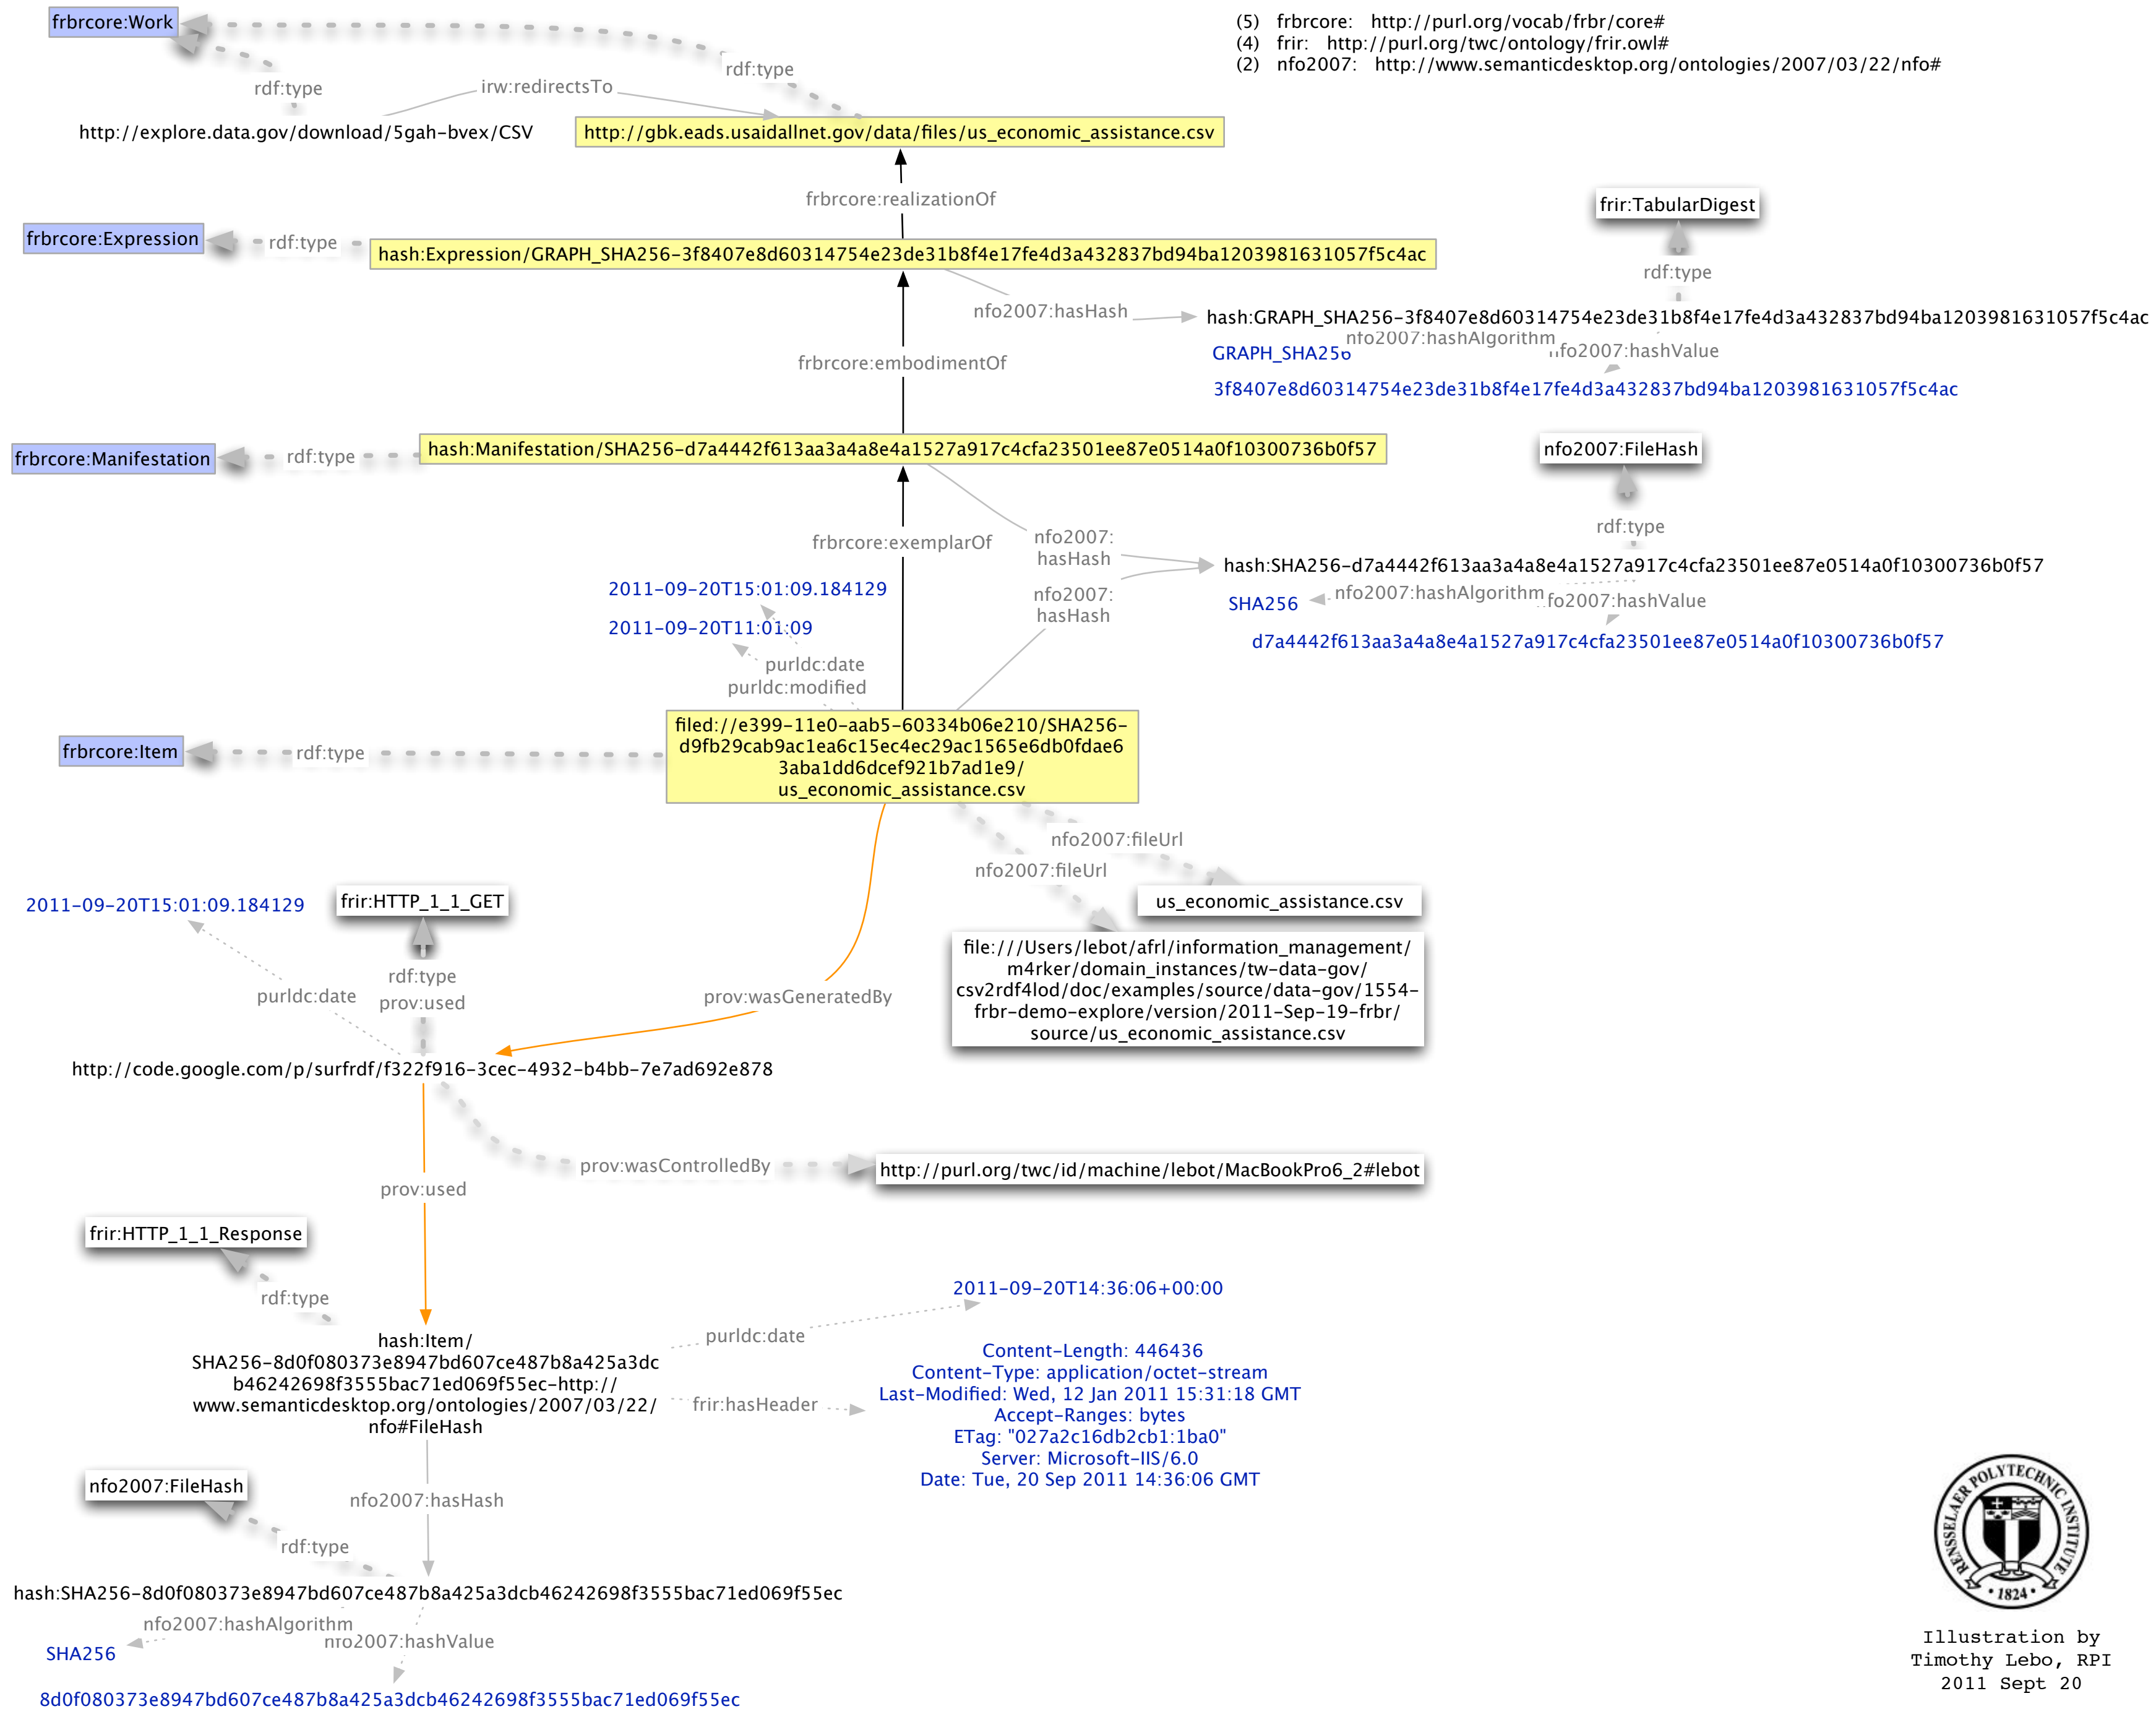 frbrcore:Work
(5) frbrcore: http://purl.org/vocab/frbr/core#
(4) frir: http://purl.org/twc/ontology/frir.owl#
(2) nfo2007: http://www.semanticdesktop.org/ontologies/2007/03/22/nfo#
rdf:type
rdf:type
irw:redirectsTo
http://explore.data.gov/download/5gah-bvex/CSV
http://gbk.eads.usaidallnet.gov/data/files/us_economic_assistance.csv
frbrcore:realizationOf
frir:TabularDigest
frbrcore:Expression
rdf:type
hash:Expression/GRAPH_SHA256-3f8407e8d60314754e23de31b8f4e17fe4d3a432837bd94ba1203981631057f5c4ac
rdf:type
nfo2007:hasHash
hash:GRAPH_SHA256-3f8407e8d60314754e23de31b8f4e17fe4d3a432837bd94ba1203981631057f5c4ac
nfo2007:hashAlgorithm
GRAPH_SHA256
nfo2007:hashValue
frbrcore:embodimentOf
3f8407e8d60314754e23de31b8f4e17fe4d3a432837bd94ba1203981631057f5c4ac
frbrcore:Manifestation
rdf:type
hash:Manifestation/SHA256-d7a4442f613aa3a4a8e4a1527a917c4cfa23501ee87e0514a0f10300736b0f57
nfo2007:FileHash
rdf:type
frbrcore:exemplarOf
nfo2007:
hasHash
hash:SHA256-d7a4442f613aa3a4a8e4a1527a917c4cfa23501ee87e0514a0f10300736b0f57
2011-09-20T15:01:09.184129
nfo2007:
hasHash
nfo2007:hashAlgorithm
SHA256
fo2007:hashValue
2011-09-20T11:01:09
d7a4442f613aa3a4a8e4a1527a917c4cfa23501ee87e0514a0f10300736b0f57
purldc:date
purldc:modified
frbrcore:Item
rdf:type
filed://e399-11e0-aab5-60334b06e210/SHA256-
d9fb29cab9ac1ea6c15ec4ec29ac1565e6db0fdae6
3aba1dd6dcef921b7ad1e9/
us_economic_assistance.csv
nfo2007:fileUrl
nfo2007:fileUrl
us_economic_assistance.csv
2011-09-20T15:01:09.184129
frir:HTTP_1_1_GET
file:///Users/lebot/afrl/information_management/
m4rker/domain_instances/tw-data-gov/
csv2rdf4lod/doc/examples/source/data-gov/1554-
frbr-demo-explore/version/2011-Sep-19-frbr/
source/us_economic_assistance.csv
rdf:type
purldc:date
prov:used
prov:wasGeneratedBy
http://code.google.com/p/surfrdf/f322f916-3cec-4932-b4bb-7e7ad692e878
prov:wasControlledBy
http://purl.org/twc/id/machine/lebot/MacBookPro6_2#lebot
prov:used
frir:HTTP_1_1_Response
rdf:type
2011-09-20T14:36:06+00:00
purldc:date
hash:Item/
SHA256-8d0f080373e8947bd607ce487b8a425a3dc
b46242698f3555bac71ed069f55ec-http://
www.semanticdesktop.org/ontologies/2007/03/22/
nfo#FileHash
frir:hasHeader
Content-Length: 446436
Content-Type: application/octet-stream
Last-Modified: Wed, 12 Jan 2011 15:31:18 GMT
Accept-Ranges: bytes
ETag: "027a2c16db2cb1:1ba0"
Server: Microsoft-IIS/6.0
Date: Tue, 20 Sep 2011 14:36:06 GMT
nfo2007:FileHash
nfo2007:hasHash
rdf:type
hash:SHA256-8d0f080373e8947bd607ce487b8a425a3dcb46242698f3555bac71ed069f55ec
nfo2007:hashAlgorithm
nfo2007:hashValue
SHA256
8d0f080373e8947bd607ce487b8a425a3dcb46242698f3555bac71ed069f55ec
RENSSELAER POLYTECHNIC INSTITUTE
1824
Illustration by
Timothy Lebo, RPI
2011 Sept 20